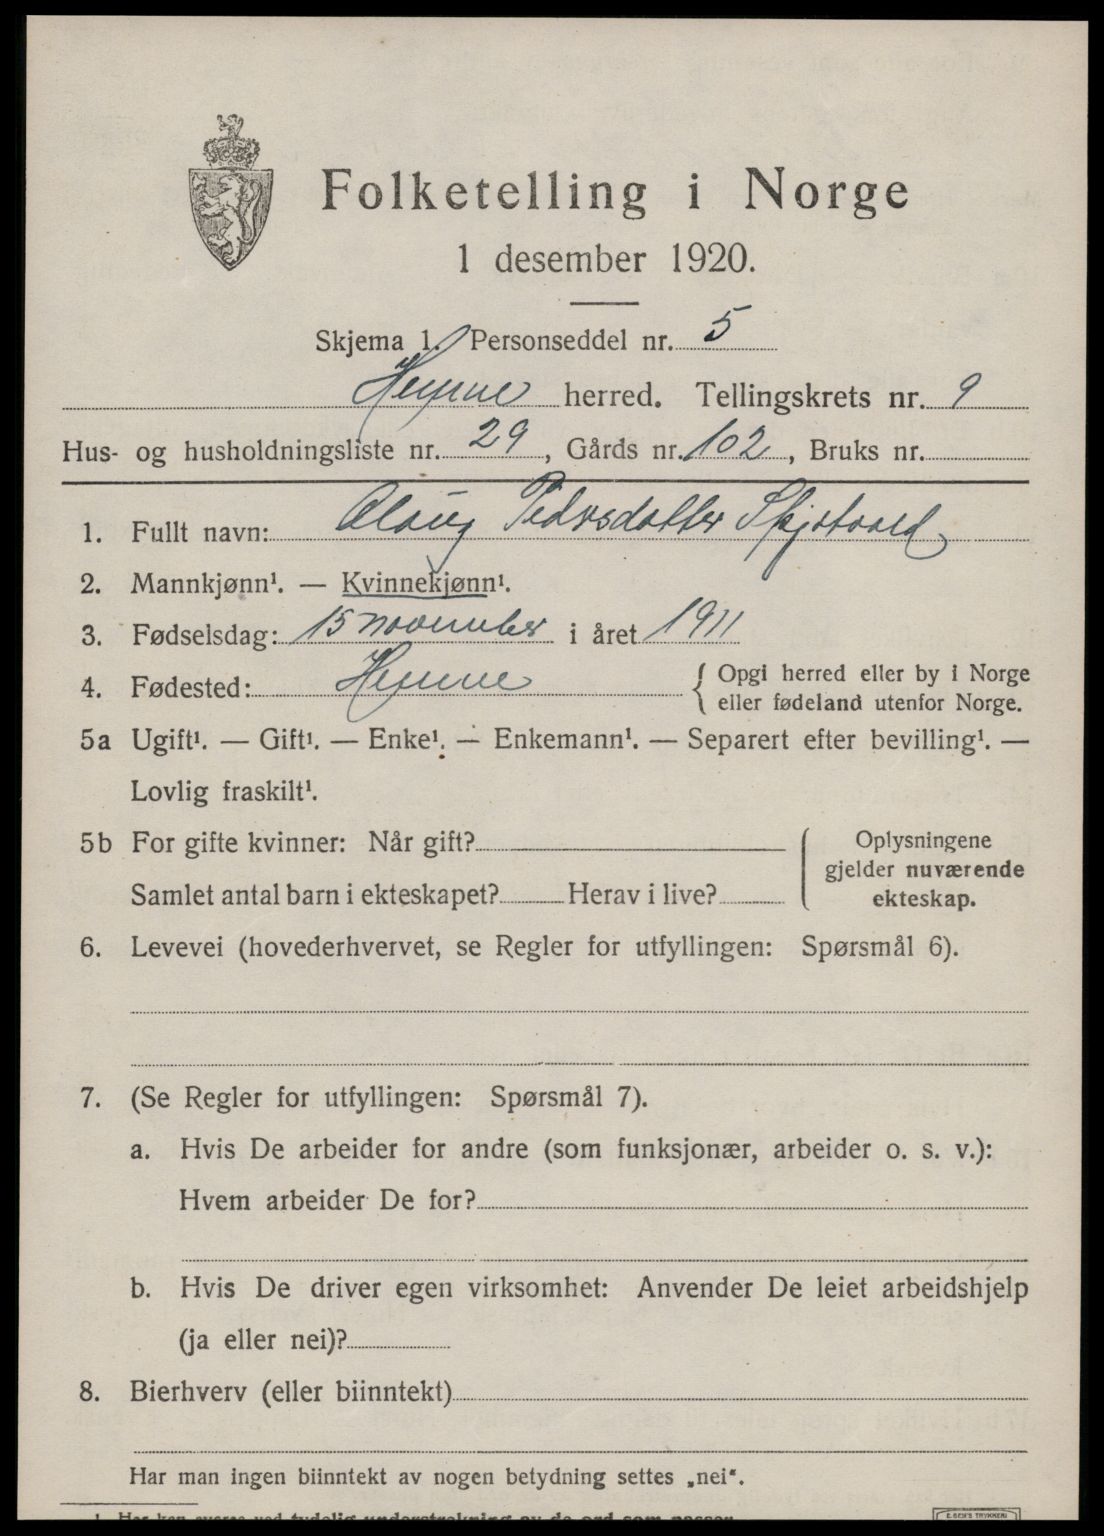 Folketelling i Norge
1 desember 1920.
Skjema 1. Personseddel nr. 5
Hemne herred. Tellingskrets nr. 9
Hus- og husholdningsliste nr. 29, Gårds nr. 102, Bruks nr.
1. Fullt navn: Olaug Pedersdatter Skjstaard
2. Mannkjønn¹. — Kvinnekjønn¹.
3. Fødselsdag: 15 november i året 1911
4. Fødested: Hemne { Opgi herred eller by i Norge
eller fødeland utenfor Norge.
5a Ugift¹. — Gift¹. — Enke¹. — Enkemann¹. — Separert efter bevilling¹. —
Lovlig fraskilt¹.
5b For gifte kvinner: Når gift?
Samlet antal barn i ekteskapet? Herav i live?
Oplysningene
gjelder nuværende
ekteskap.
6. Levevei (hovederhvervet, se Regler for utfyllingen: Spørsmål 6).
7. (Se Regler for utfyllingen: Spørsmål 7).
a. Hvis De arbeider for andre (som funksjonær, arbeider o. s. v.):
Hvem arbeider De for?
b. Hvis De driver egen virksomhet: Anvender De leiet arbeidshjelp
(ja eller nei)?
8. Bierhverv (eller biinntekt)
Har man ingen biinntekt av nogen betydning settes „nei“.